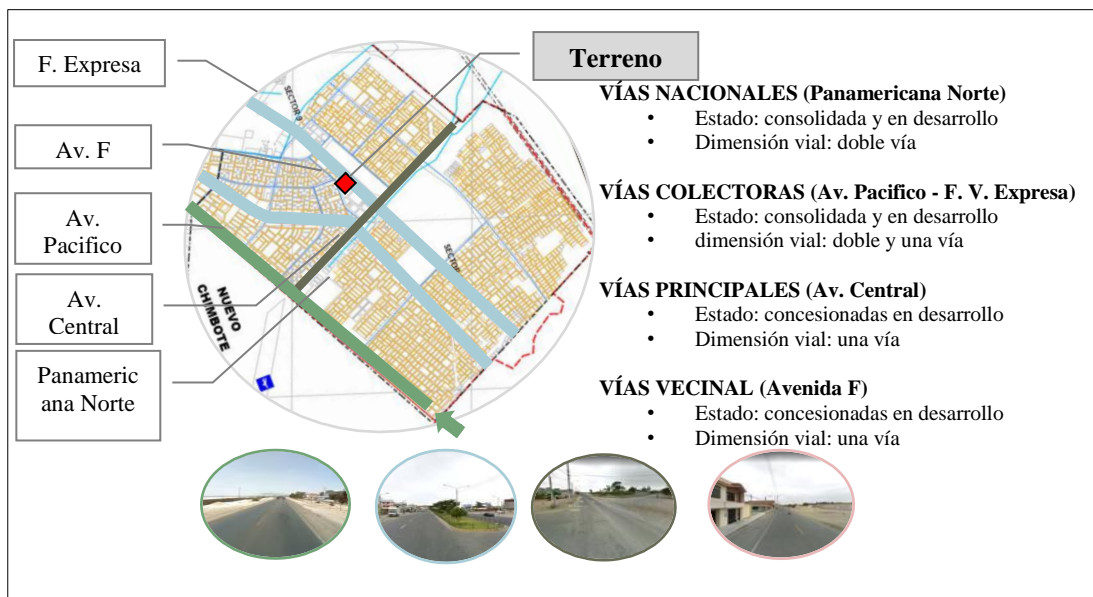 F. Expresa
Av. F
Av.
Pacifico
Av.
Central
Panameric
ana Norte
Terreno
SECTOR 9
SECTOR
NUEVO
CHIMBOTE
VÍAS NACIONALES (Panamericana Norte)
• Estado: consolidada y en desarrollo
• Dimensión vial: doble vía
VÍAS COLECTORAS (Av. Pacifico - F. V. Expresa)
• Estado: consolidada y en desarrollo
• dimensión vial: doble y una vía
VÍAS PRINCIPALES (Av. Central)
• Estado: concesionadas en desarrollo
• Dimensión vial: una vía
VÍAS VECINAL (Avenida F)
• Estado: concesionadas en desarrollo
• Dimensión vial: una vía